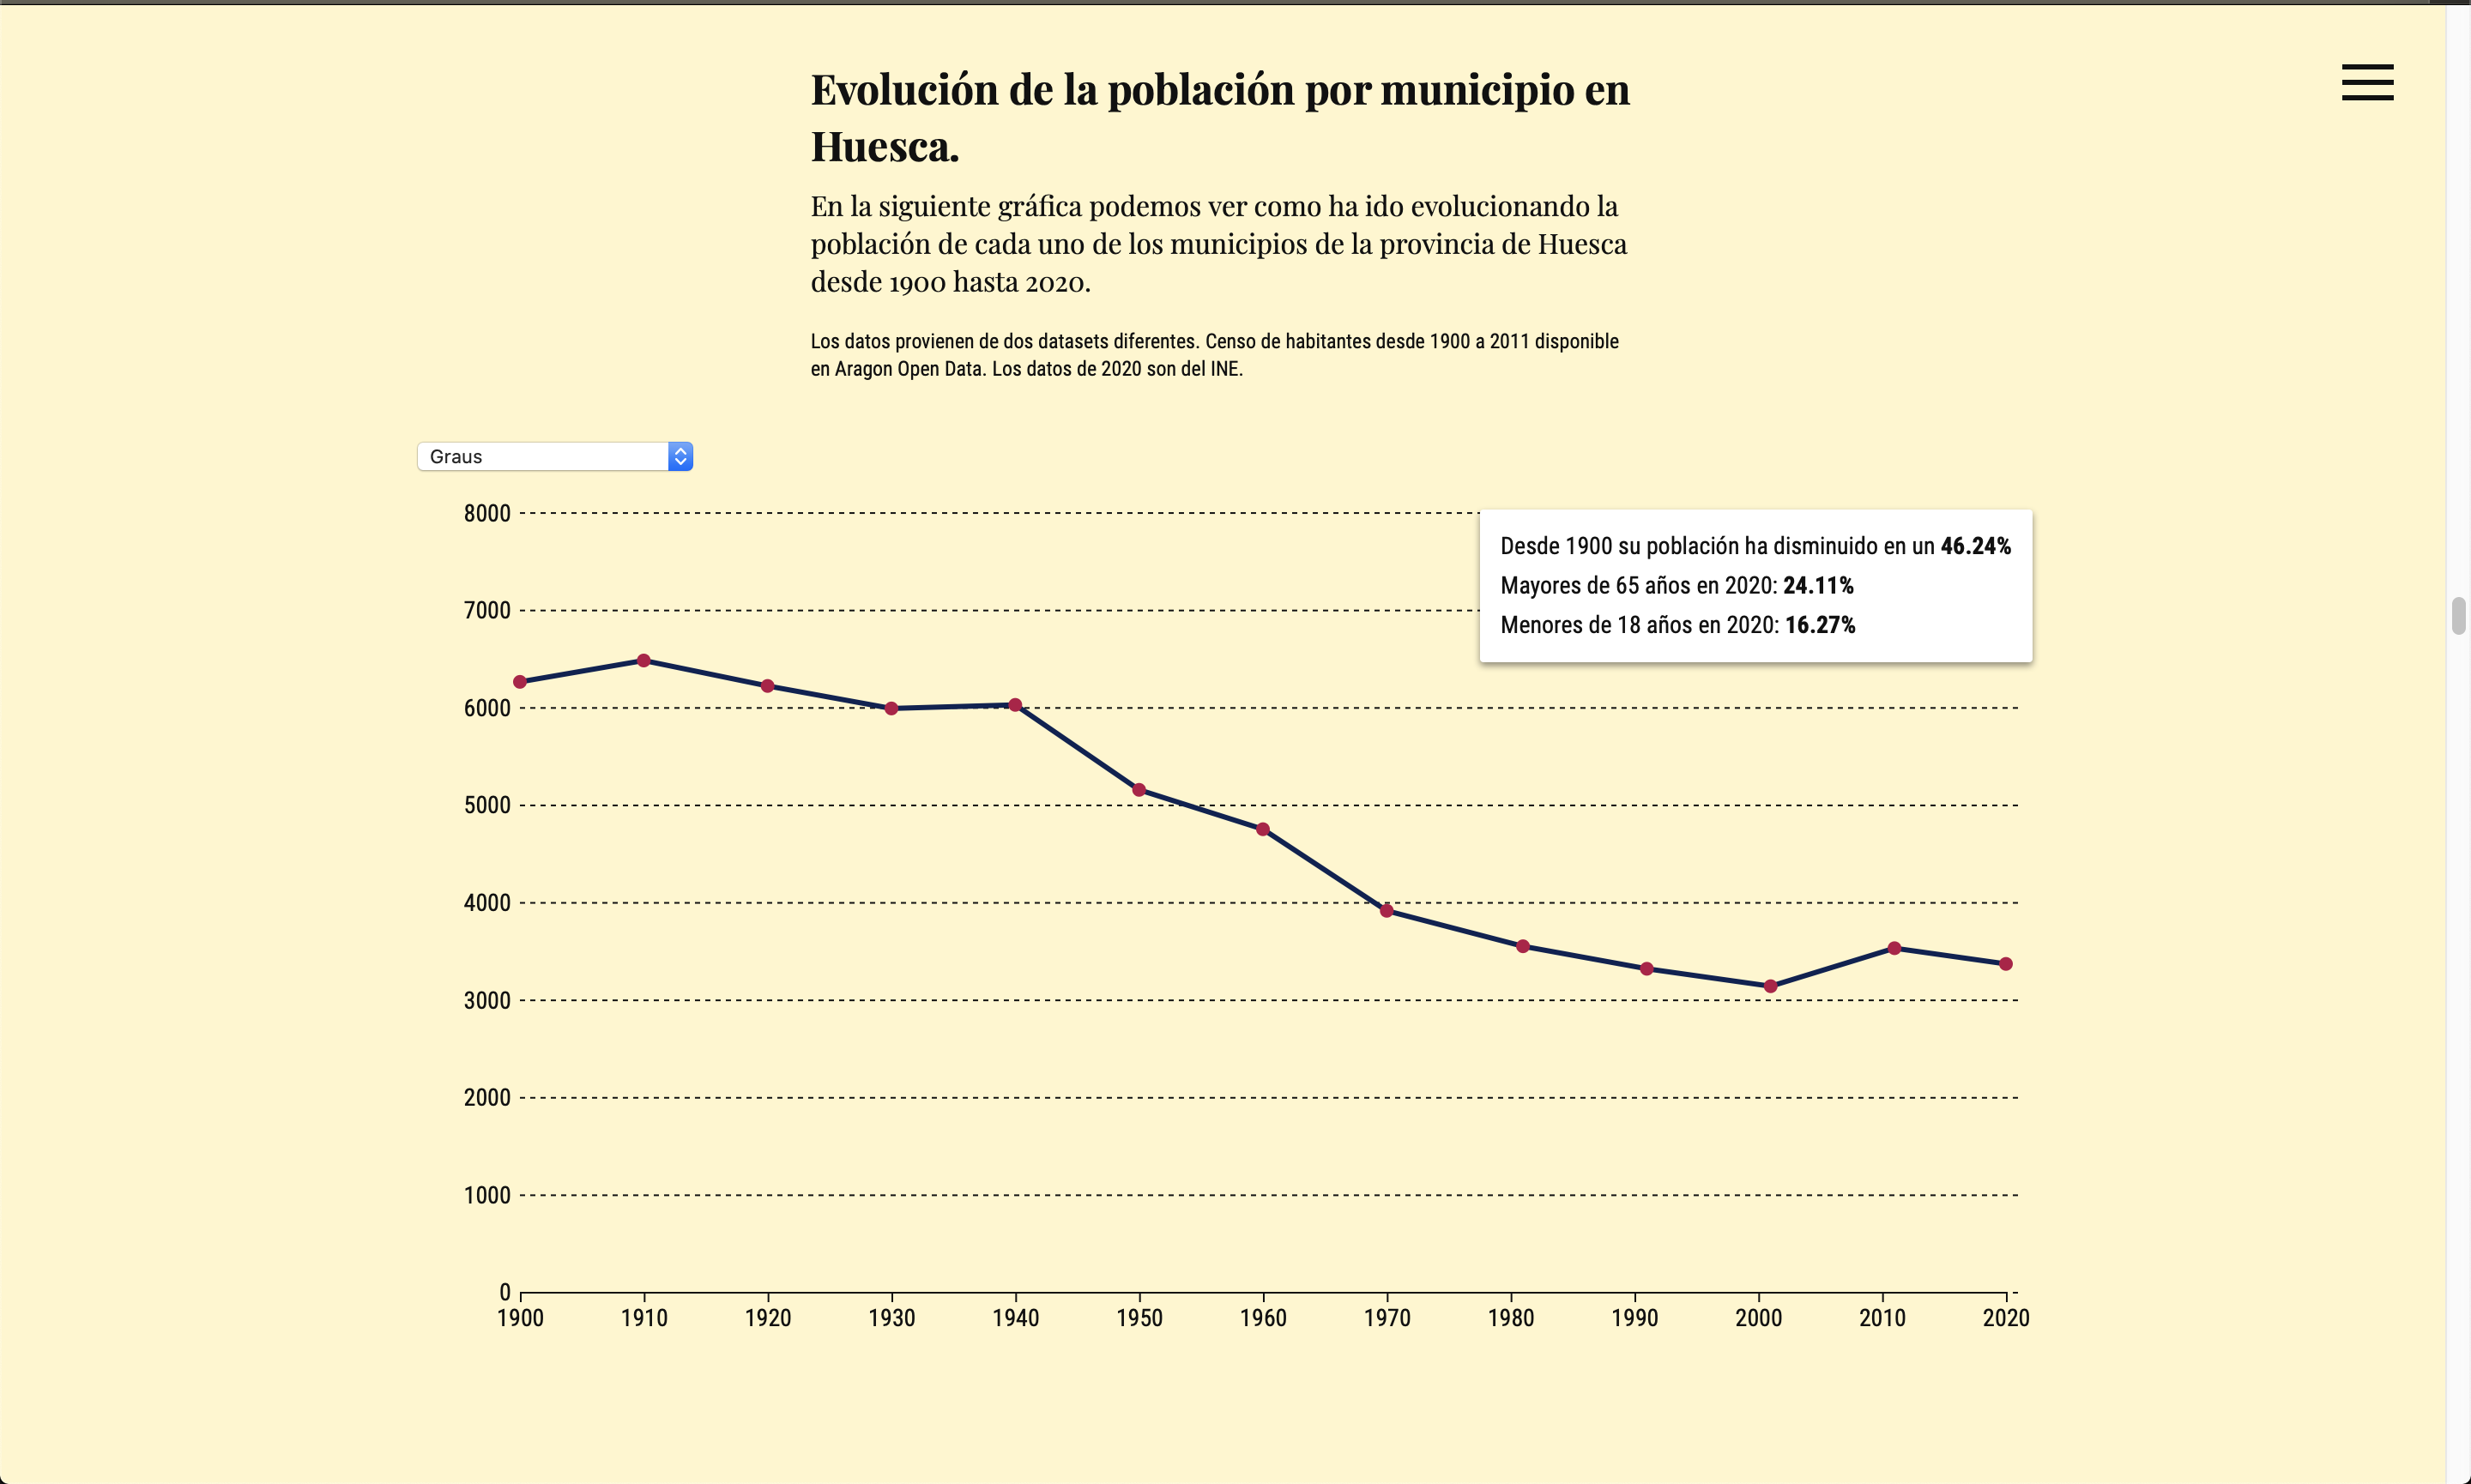 Evolución de la población por municipio en
Huesca.
En la siguiente gráfica podemos ver como ha ido evolucionando la
población de cada uno de los municipios de la provincia de Huesca
desde 1900 hasta 2020.
Los datos provienen de dos datasets diferentes. Censo de habitantes desde 1900 a 2011 disponible
en Aragon Open Data. Los datos de 2020 son del INE.
Graus
Desde 1900 su población ha disminuido en un 46.24%
Mayores de 65 años en 2020: 24.11%
Menores de 18 años en 2020: 16.27%
8000
7000
6000
5000
4000
3000
2000
1000
0
1900 1910 1920 1930 1940 1950 1960 1970 1980 1990 2000 2010 2020